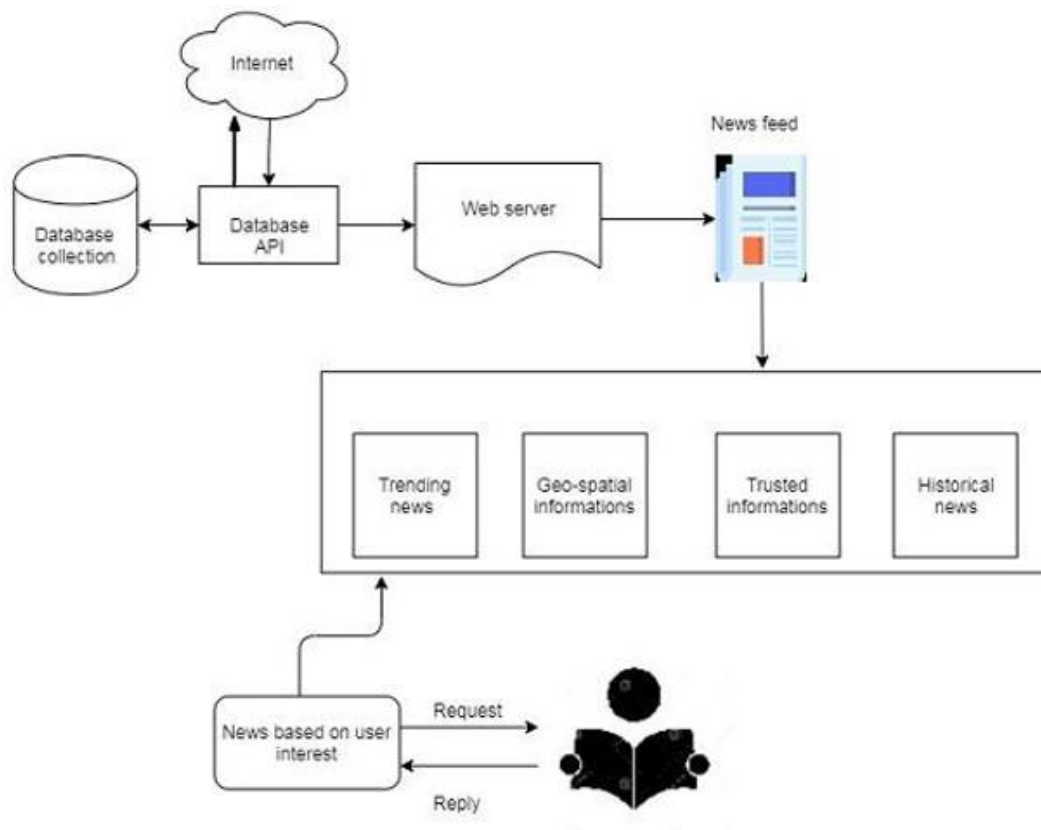 Internet
News feed
Database
collection
Database
API
Web server
Trending
news
Geo-spatial
informations
Trusted
informations
Historical
news
News based on user
interest
Request
Reply